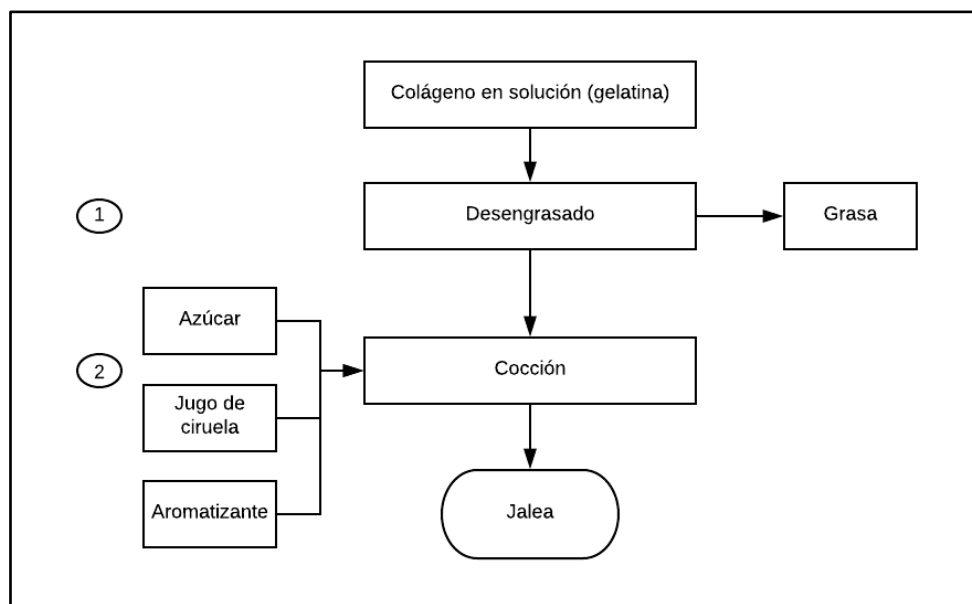 Colágeno en solución (gelatina)
1
Desengrasado
Grasa
Azúcar
2
Cocción
Jugo de
ciruela
Aromatizante
Jalea